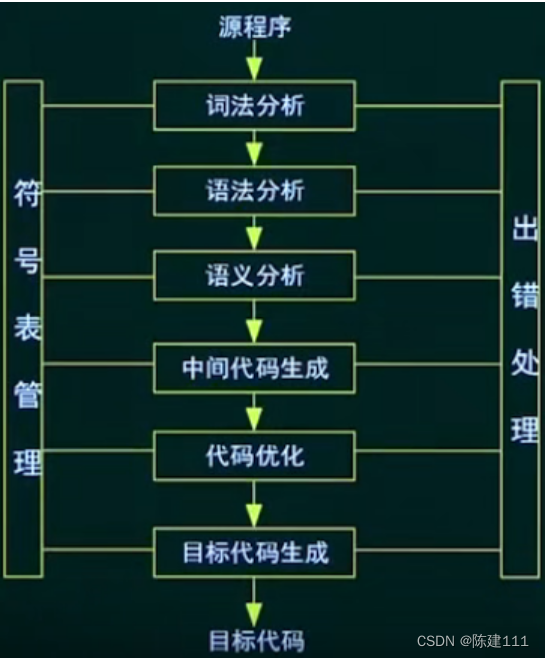 源程序
词法分析
语法分析
语义分析
中间代码生成
代码优化
目标代码生成
目标代码
符号表管理
出错处理
CSDN @陈建111